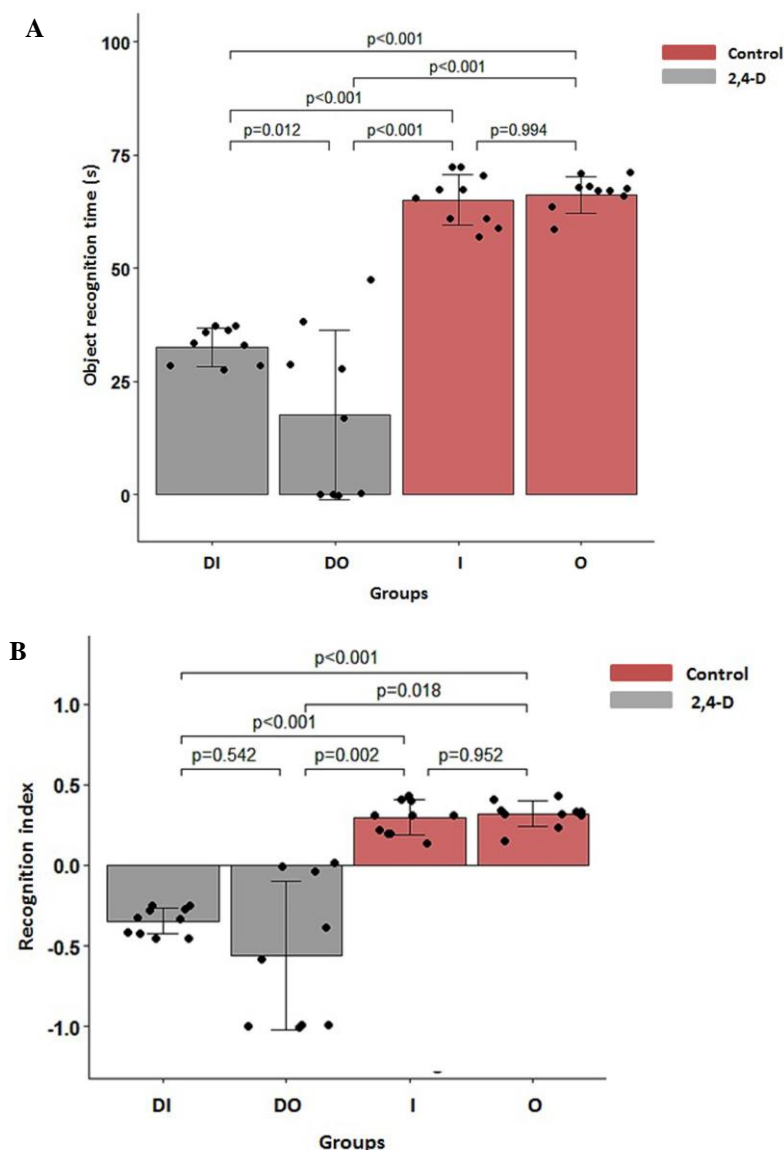 A
100
p<0.001
p<0.001
p<0.001
p=0.012
p<0.001
p=0.994
Control
2,4-D
75
50
25
0
Object recognition time (s)
DI
DO
I
O
Groups
B
p<0.001
p=0.018
p<0.001
p=0.542
p=0.002
p=0.952
Control
2,4-D
1.0
0.5
0.0
-0.5
-1.0
Recognition index
DI
DO
I
O
Groups